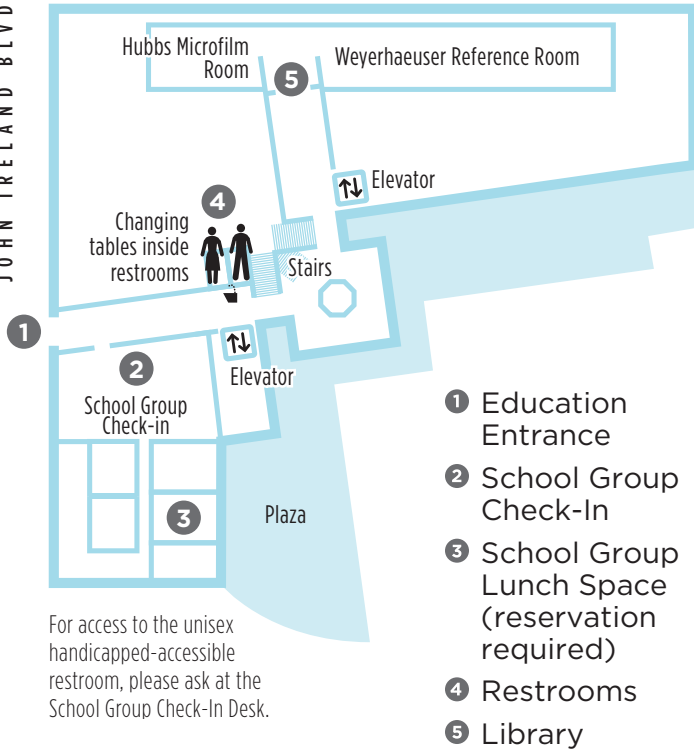 JOHN IRELAND BLVD
Hubbs Microfilm
Room
Weyerhaeuser Reference Room
5
Elevator
4
Changing
tables inside
restrooms
Stairs
1
2
School Group
Check-in
Elevator
3
Plaza
For access to the unisex
handicapped-accessible
restroom, please ask at the
School Group Check-In Desk.
1 Education
Entrance
2 School Group
Check-In
3 School Group
Lunch Space
(reservation
required)
4 Restrooms
5 Library